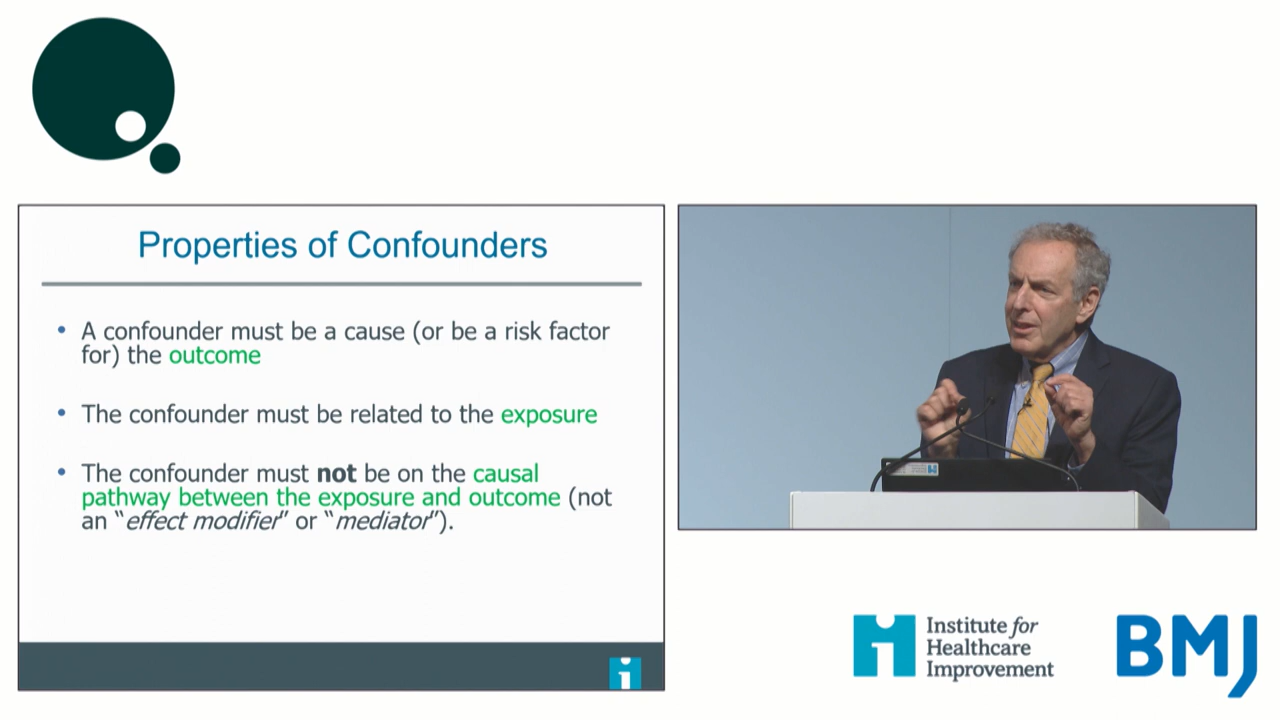 Properties of Confounders
• A confounder must be a cause (or be a risk factor
for) the outcome
• The confounder must be related to the exposure
• The confounder must not be on the causal
pathway between the exposure and outcome (not
an “effect modifier” or “mediator”).
Institute for
Healthcare
Improvement
BMJ